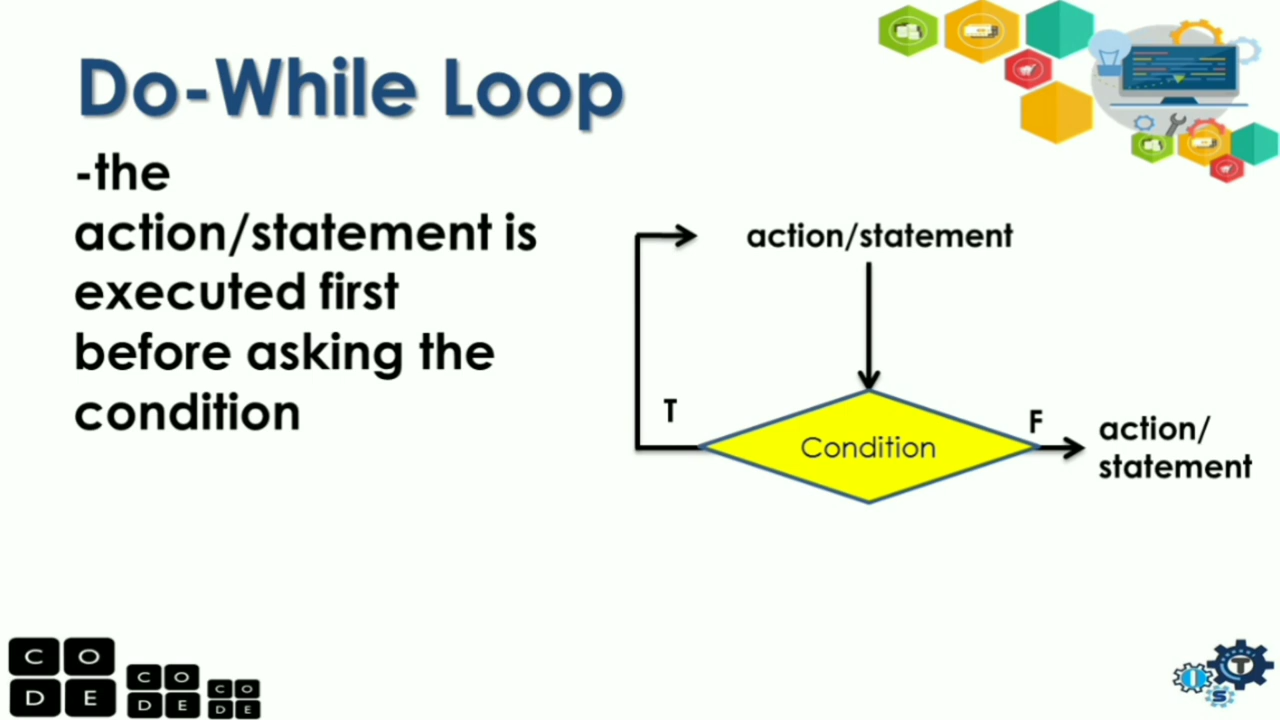 Do-While Loop
-the
action/statement is
executed first
before asking the
condition
action/statement
T
F
Condition
action/
statement
C O
D E
C O
D E
C O
D E
I T
S